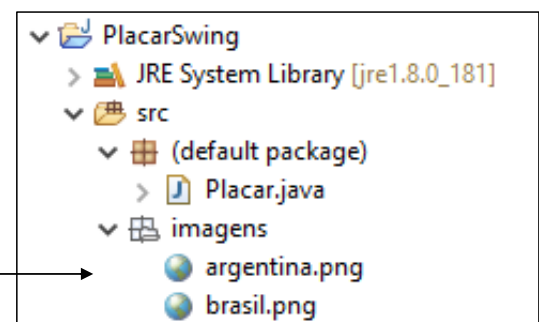 PlacarSwing
JRE System Library [jre1.8.0_181]
src
(default package)
Placar.java
imagens
argentina.png
brasil.png